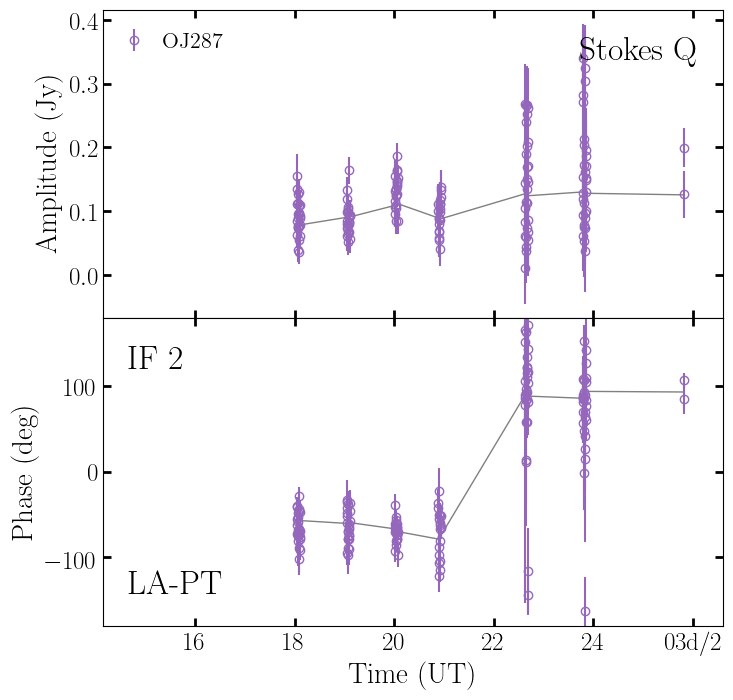 OJ287
Stokes Q
0.4
0.3
0.2
0.1
0.0
Amplitude (Jy)
IF 2
100
0
−100
Phase (deg)
LA-PT
16 18 20 22 24 03d/2
Time (UT)